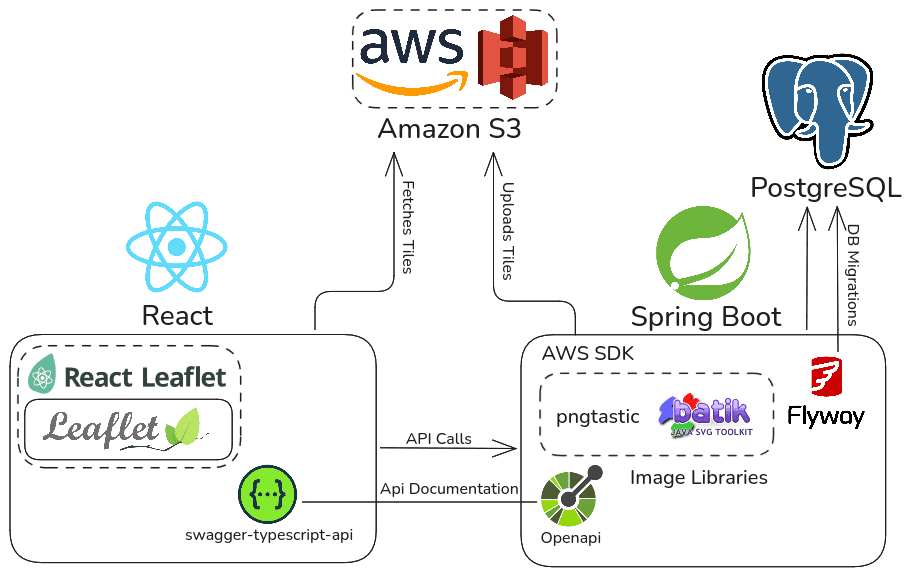 aws
Amazon S3
PostgreSQL
Fetches Tiles
Uploads Tiles
DB Migrations
React
Spring Boot
React Leaflet
Leaflet
AWS SDK
pngtastic
batik
JAVA SVG TOOLKIT
Flyway
API Calls
Image Libraries
{···}
Api Documentation
swagger-typescript-api
Openapi